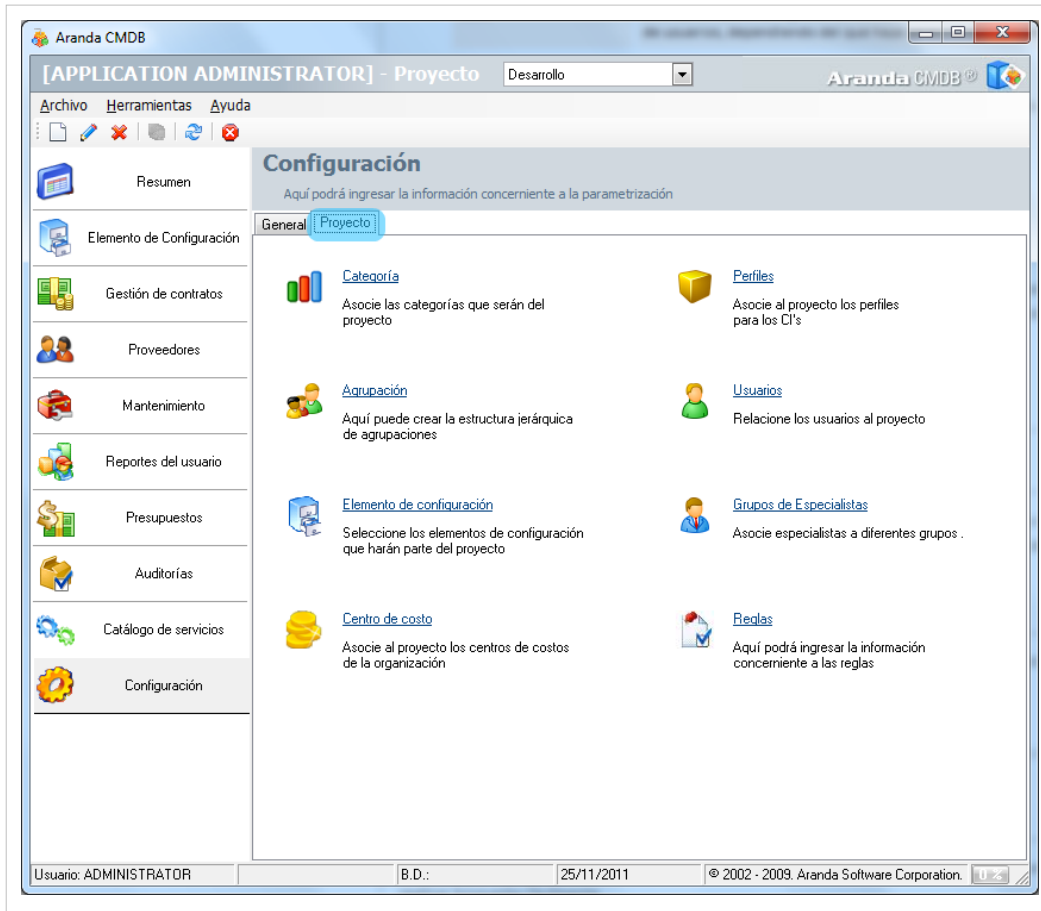 Aranda CMDB
[APPLICATION ADMINISTRATOR] - Proyecto Desarrollo Aranda CMDB ®
Archivo Herramientas Ayuda
Resumen
Elemento de Configuración
Gestión de contratos
Proveedores
Mantenimiento
Reportes del usuario
Presupuestos
Auditorías
Catálogo de servicios
Configuración
Configuración
Aquí podrá ingresar la información concerniente a la parametrización
General Proyecto
Categoría
Asocie las categorías que serán del
proyecto
Perfiles
Asocie al proyecto los perfiles
para los CI's
Agrupación
Aquí puede crear la estructura jerárquica
de agrupaciones
Usuarios
Relacione los usuarios al proyecto
Elemento de configuración
Seleccione los elementos de configuración
que harán parte del proyecto
Grupos de Especialistas
Asocie especialistas a diferentes grupos .
Centro de costo
Asocie al proyecto los centros de costos
de la organización
Reglas
Aquí podrá ingresar la información
concerniente a las reglas
Usuario: ADMINISTRATOR B.D.: 25/11/2011 © 2002 - 2009. Aranda Software Corporation. 0 %